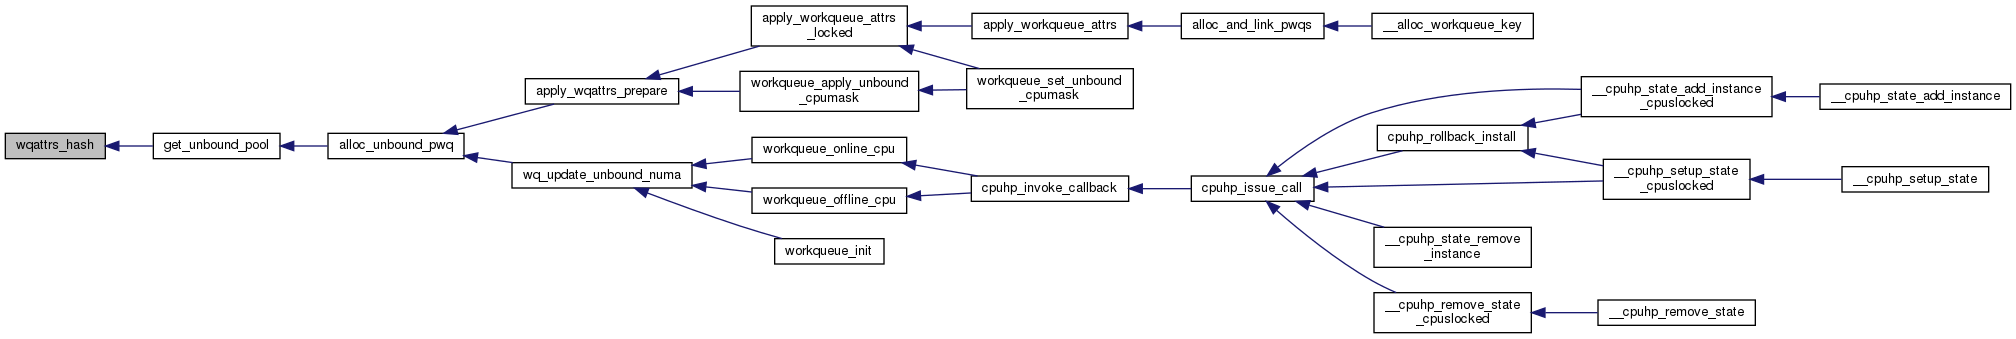 wqattrs_hash
get_unbound_pool
alloc_unbound_pwq
apply_wqattrs_prepare
apply_workqueue_attrs
_locked
apply_workqueue_attrs
alloc_and_link_pwqs
__alloc_workqueue_key
workqueue_apply_unbound
_cpumask
workqueue_set_unbound
_cpumask
wq_update_unbound_numa
workqueue_online_cpu
workqueue_offline_cpu
workqueue_init
cpuhp_invoke_callback
cpuhp_issue_call
__cpuhp_state_add_instance
_cpuslocked
__cpuhp_state_add_instance
cpuhp_rollback_install
__cpuhp_setup_state
_cpuslocked
__cpuhp_setup_state
__cpuhp_state_remove
_instance
__cpuhp_remove_state
_cpuslocked
__cpuhp_remove_state